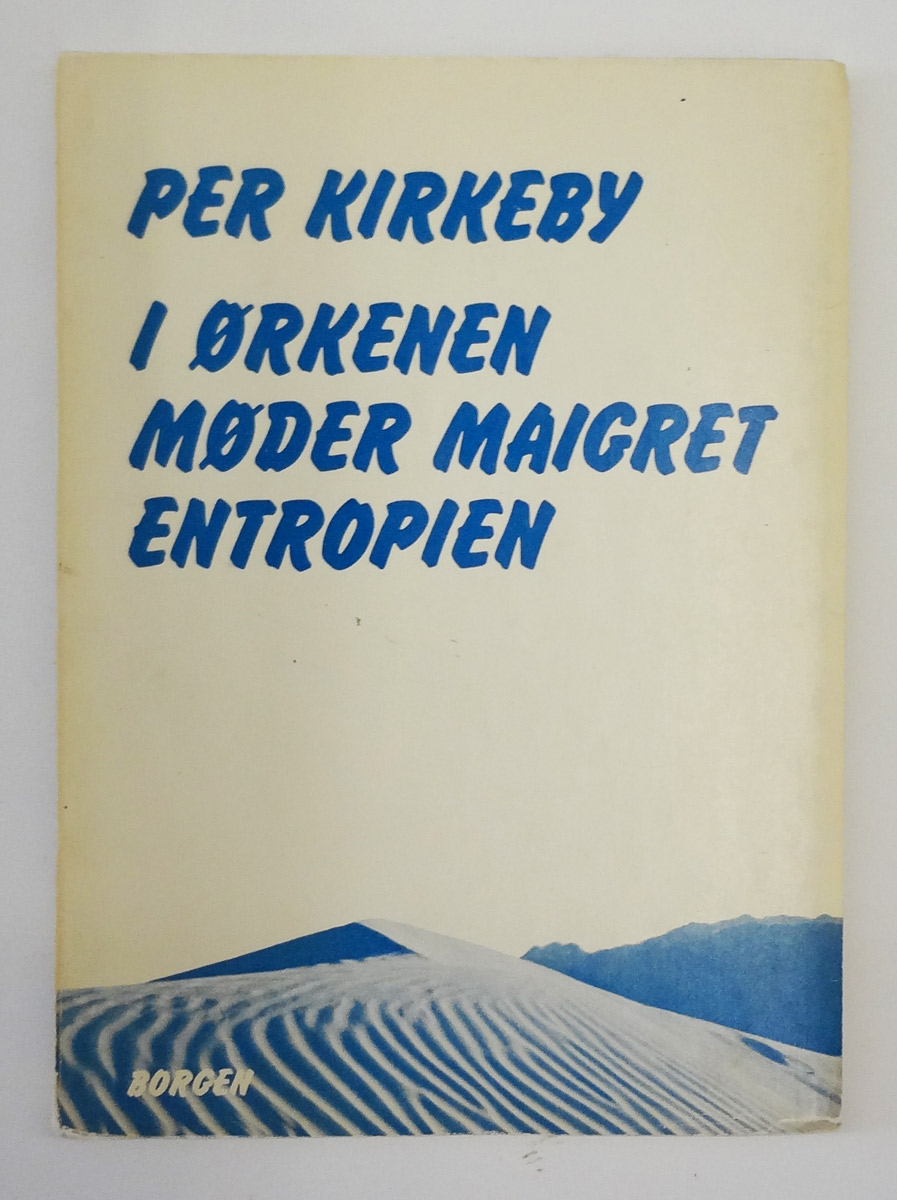 PER KIRKEBY
I ØRKENEN
MØDER MAIGRET
ENTROPIEN
BORGEN